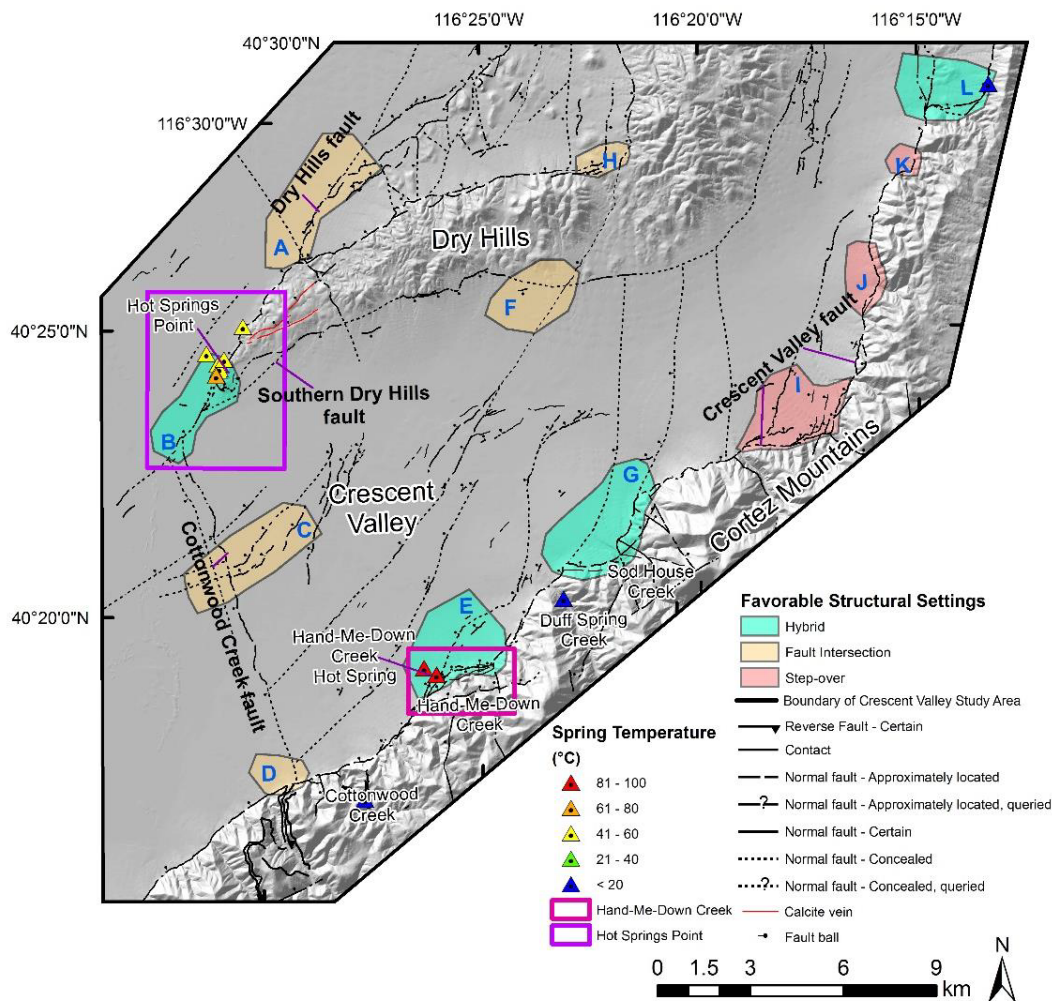 116°25'0"W
116°20'0"W
116°15'0"W
40°30'0"N
116°30'0"W
L
K
H
Dry Hills fault
A
Dry Hills
J
F
Hot Springs
Point
40°25'0"N
Crescent Valley fault
I
Southern Dry Hills
fault
B
Cortez Mountains
Crescent
Valley
G
C
Cottonwood Creek fault
Sod House
Creek
40°20'0"N
E
Duff Spring
Creek
Hand-Me-Down
Creek
Hot Spring
Hand-Me-Down
Creek
D
Cottonwood
Creek
Favorable Structural Settings
Hybrid
Fault Intersection
Step-over
Boundary of Crescent Valley Study Area
Reverse Fault - Certain
Contact
Normal fault - Approximately located
? Normal fault - Approximately located, queried
Normal fault - Certain
Normal fault - Concealed
? Normal fault - Concealed, queried
Calcite vein
Fault ball
Spring Temperature
(°C)
81 - 100
61 - 80
41 - 60
21 - 40
< 20
Hand-Me-Down Creek
Hot Springs Point
N
0 1.5 3 6 9
km